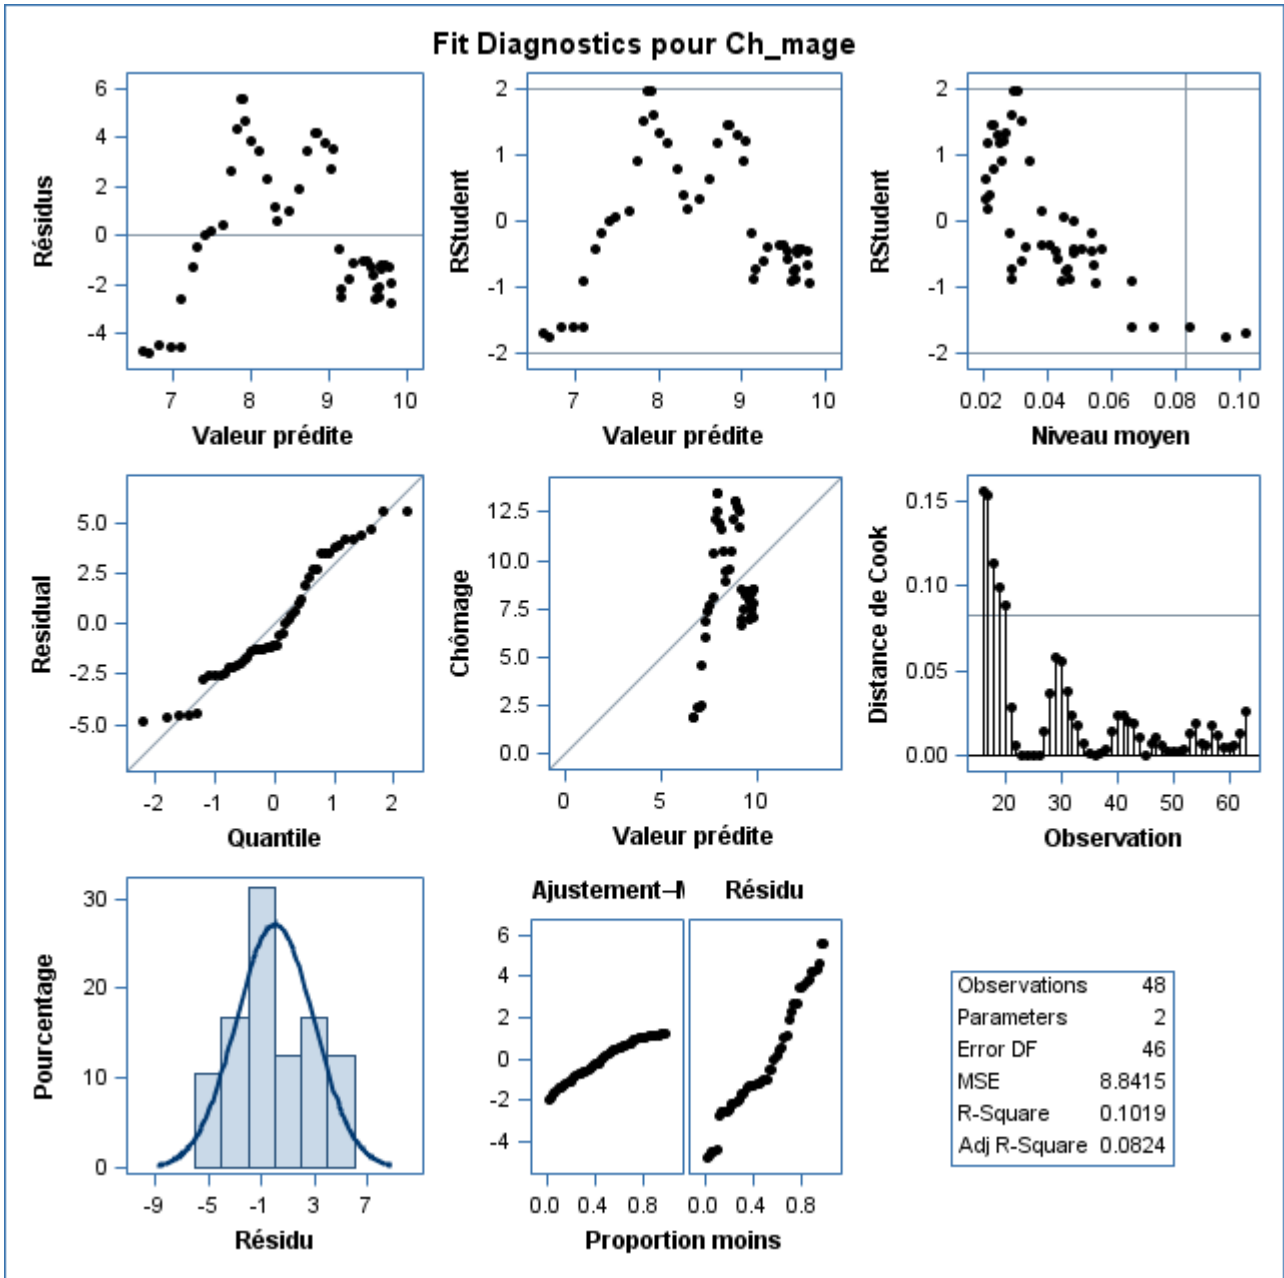 Fit Diagnostics pour Ch_mage
6
4
2
0
-2
-4
Résidus
7 8 9 10
Valeur prédite
2
1
0
-1
-2
RStudent
7 8 9 10
Valeur prédite
2
1
0
-1
-2
RStudent
0.02 0.04 0.06 0.08 0.10
Niveau moyen
5.0
2.5
0.0
-2.5
-5.0
Residual
-2 -1 0 1 2
Quantile
12.5
10.0
7.5
5.0
2.5
0.0
Chômage
0 5 10
Valeur prédite
0.15
0.10
0.05
0.00
Distance de Cook
20 30 40 50 60
Observation
30
20
10
0
Pourcentage
-9 -5 -1 3 7
Résidu
Ajustement–M Résidu
6
4
2
0
-2
-4
0.0 0.4 0.8 0.0 0.4 0.8
Proportion moins
Observations 48
Parameters 2
Error DF 46
MSE 8.8415
R-Square 0.1019
Adj R-Square 0.0824